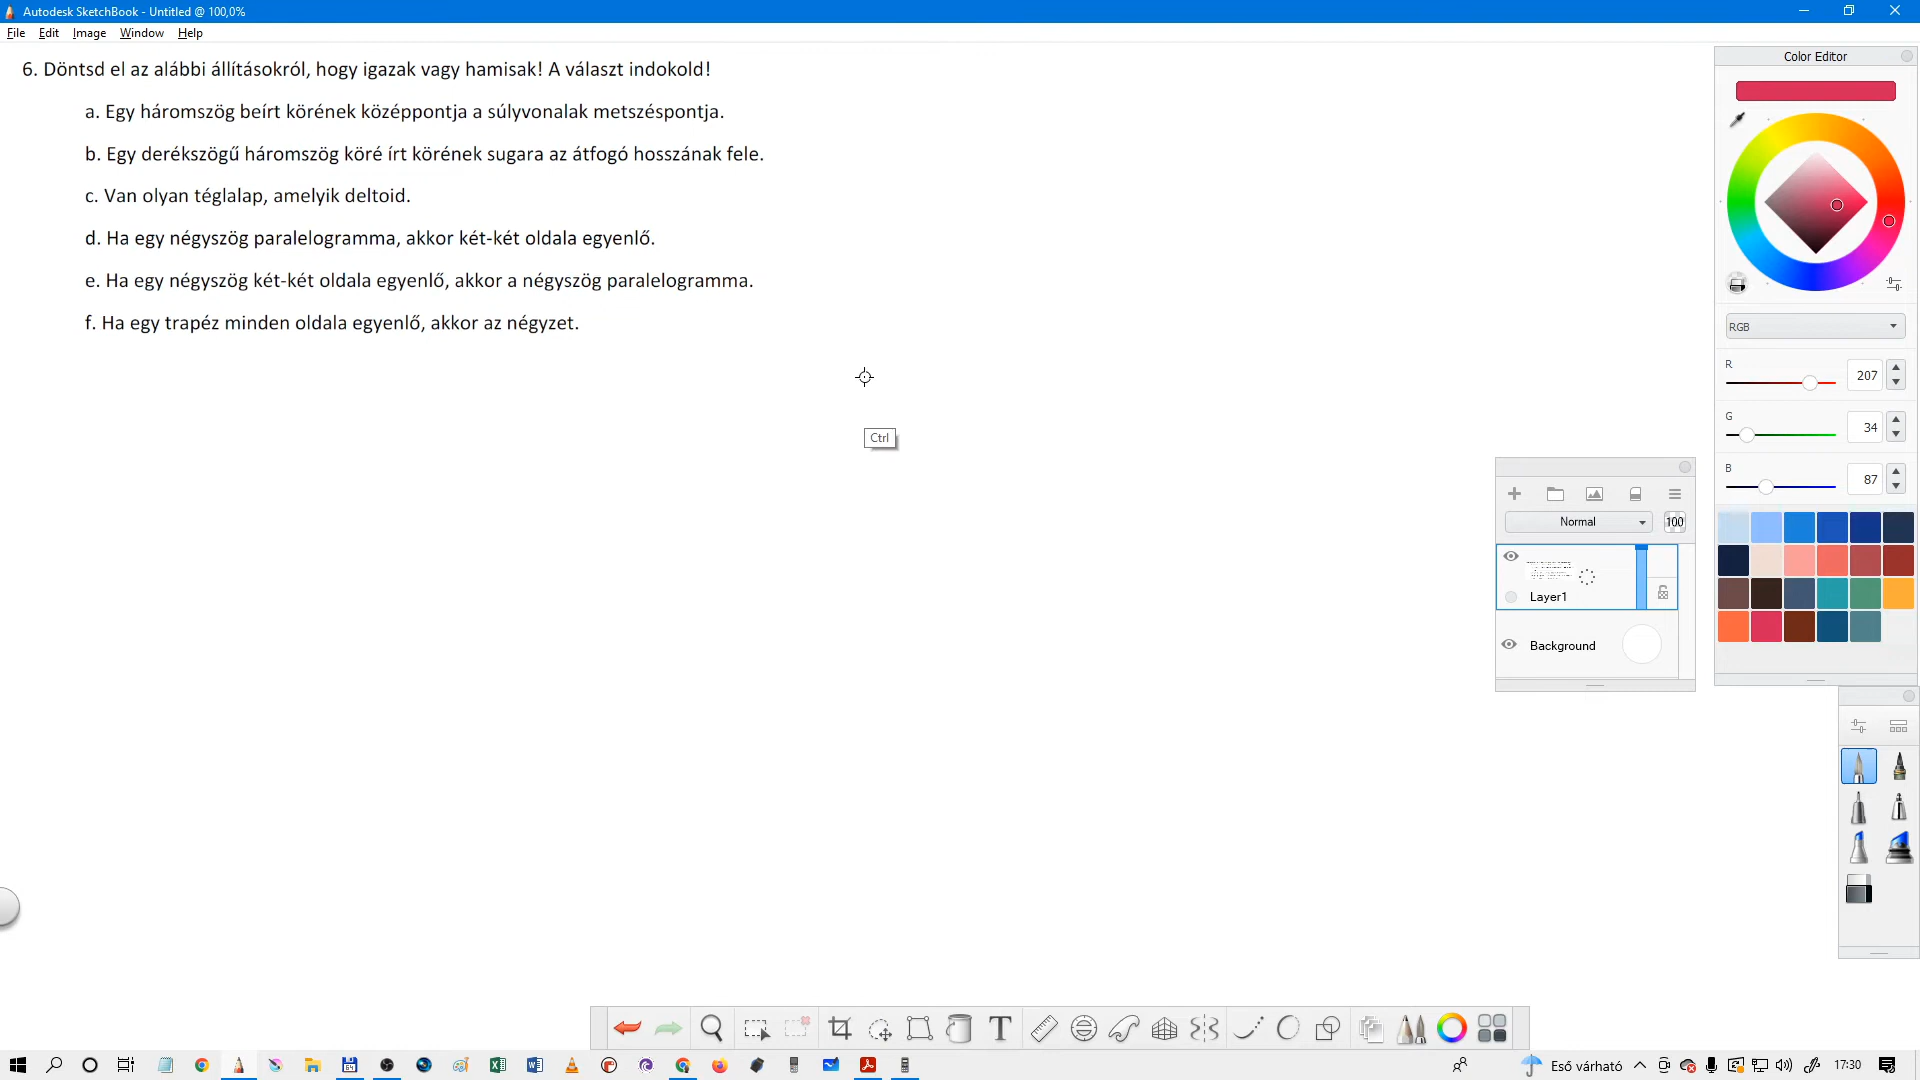 Autodesk SketchBook - Untitled @ 100,0%
File Edit Image Window Help
6. Döntsd el az alábbi állításokról, hogy igazak vagy hamisak! A választ indokold!
a. Egy háromszög beírt körének középpontja a súlyvonalak metszéspontja.
b. Egy derékszögű háromszög köré írt körének sugara az átfogó hosszának fele.
c. Van olyan téglalap, amelyik deltoid.
d. Ha egy négyszög paralelogramma, akkor két-két oldala egyenlő.
e. Ha egy négyszög két-két oldala egyenlő, akkor a négyszög paralelogramma.
f. Ha egy trapéz minden oldala egyenlő, akkor az négyzet.
Ctrl
Color Editor
RGB
R 207
G 34
B 87
Normal 100
Layer1
Background
Eső várható 17:30